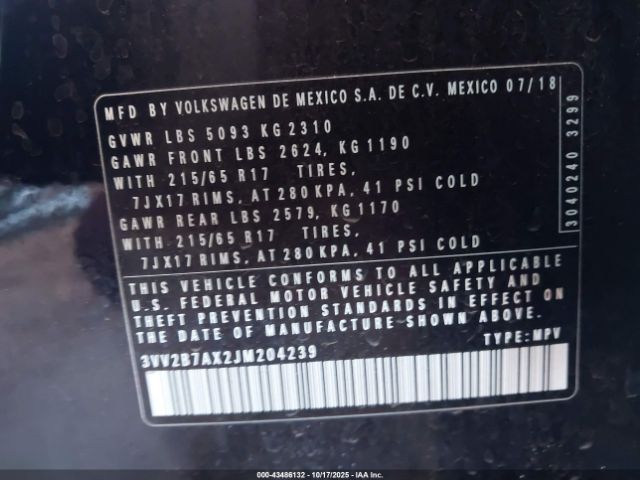 MFD BY VOLKSWAGEN DE MEXICO S.A. DE C.V. MEXICO 07/18
GVWR LBS 5093 KG 2310
GAWR FRONT LBS 2624, KG 1190
WITH 215/65 R17 TIRES,
7JX17 RIMS, AT 280 KPA, 41 PSI COLD
GAWR REAR LBS 2579, KG 1170
WITH 215/65 R17 TIRES,
7JX17 RIMS, AT 280 KPA, 41 PSI COLD
THIS VEHICLE CONFORMS TO ALL APPLICABLE
U.S. FEDERAL MOTOR VEHICLE SAFETY AND
THEFT PREVENTION STANDARDS IN EFFECT ON
THE DATE OF MANUFACTURE SHOWN ABOVE.
3VV2B7AX2JM204239 TYPE: MPV
3040240 3299
000-43486132 - 10/17/2025 - IAAI.com